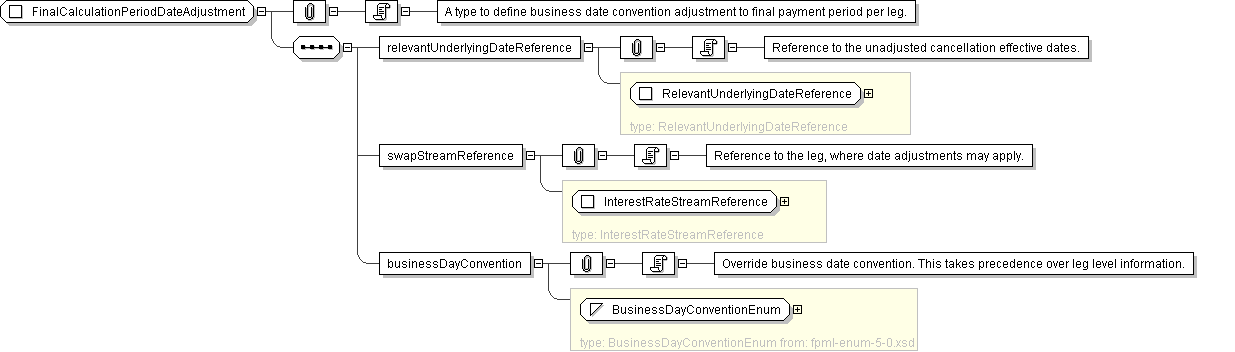 FinalCalculationPeriodDateAdjustment
A type to define business date convention adjustment to final payment period per leg.
relevantUnderlyingDateReference
Reference to the unadjusted cancellation effective dates.
RelevantUnderlyingDateReference
type: RelevantUnderlyingDateReference
swapStreamReference
Reference to the leg, where date adjustments may apply.
InterestRateStreamReference
type: InterestRateStreamReference
businessDayConvention
Override business date convention. This takes precedence over leg level information.
BusinessDayConventionEnum
type: BusinessDayConventionEnum from: fpml-enum-5-0.xsd